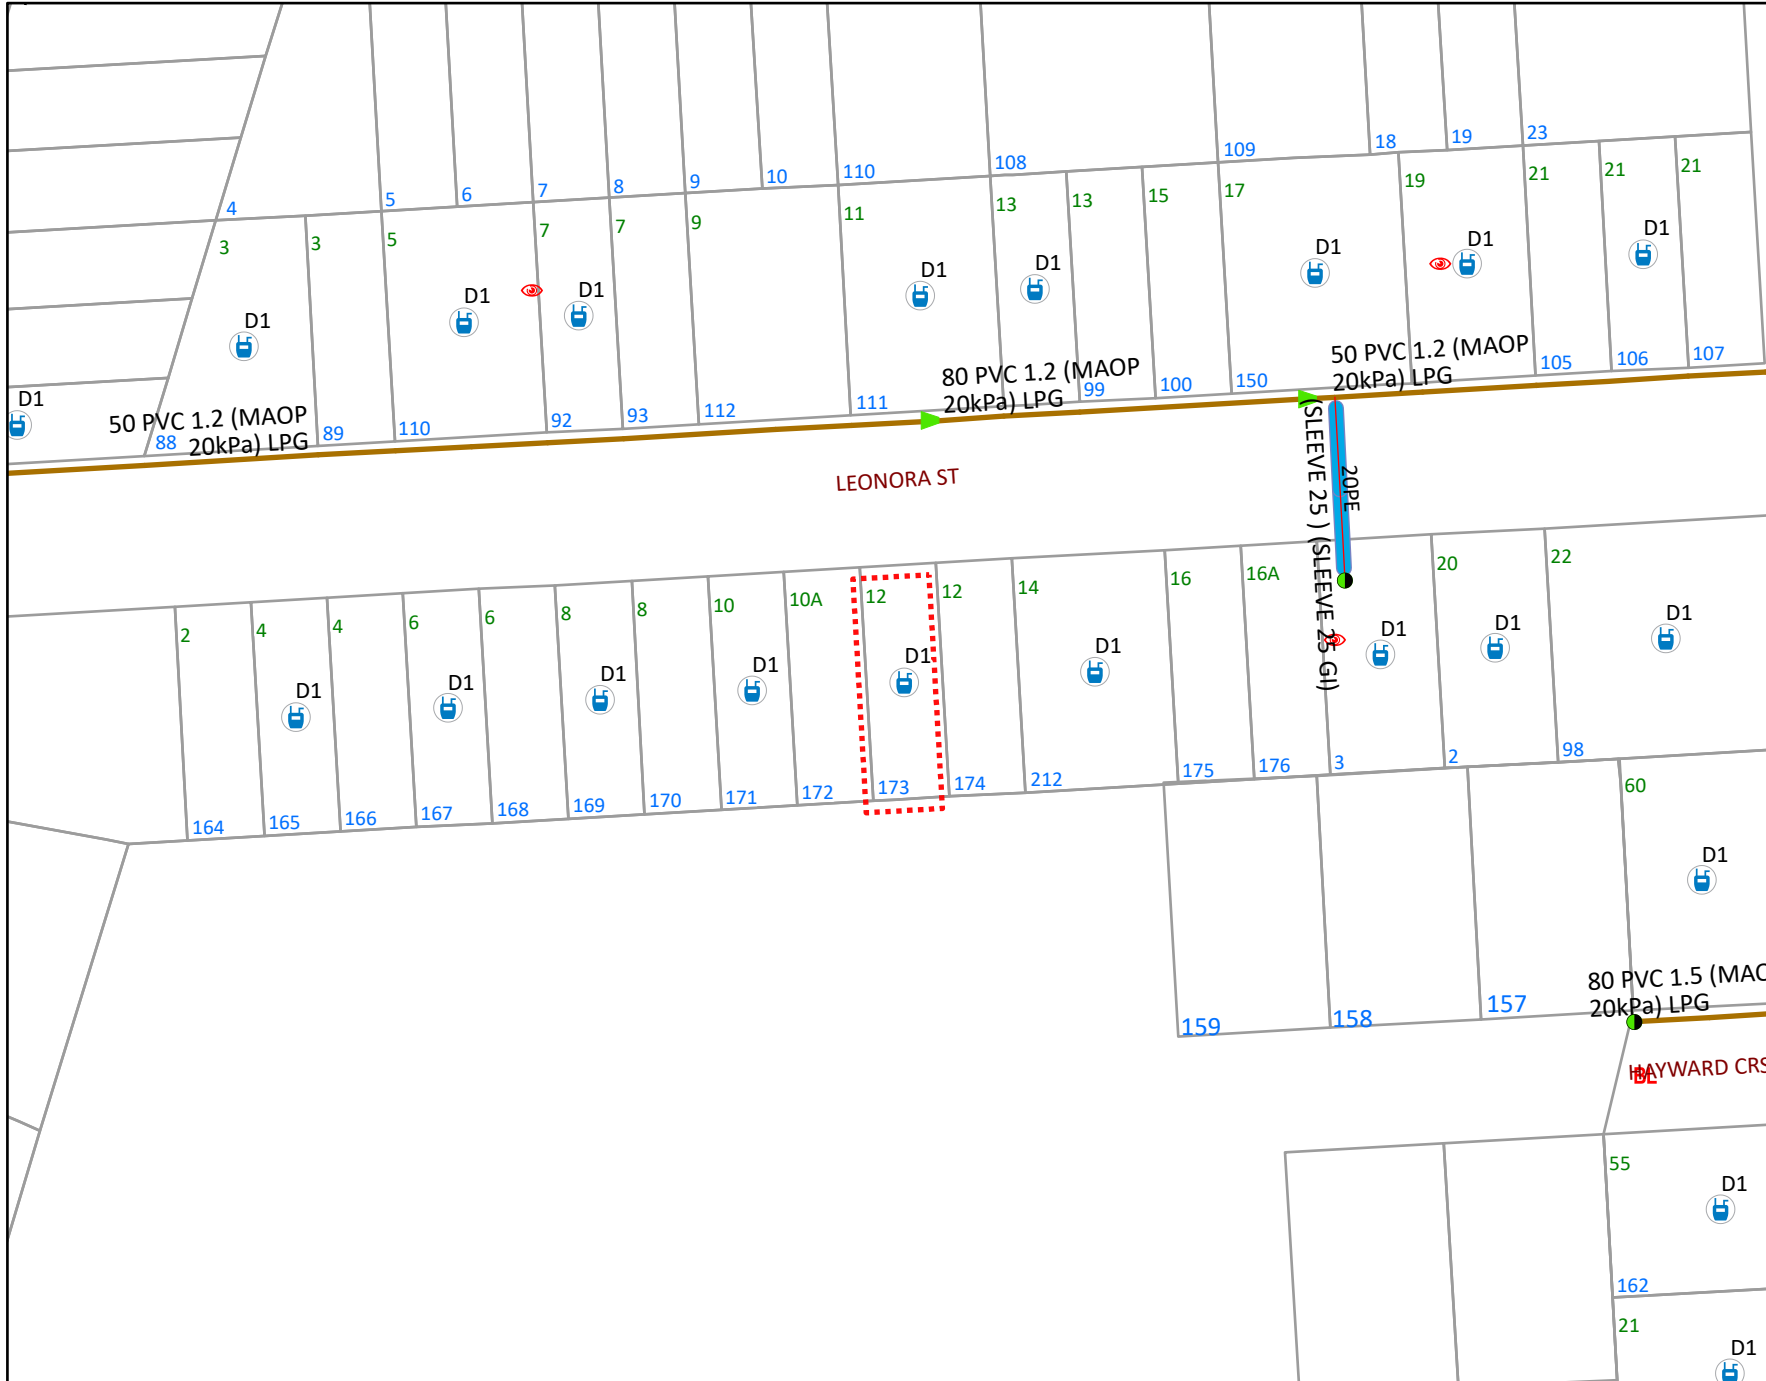 18
19
23
109
108
110
10
9
8
7
6
5
4
3
3
5
7
7
9
11
13
13
15
17
19
21
21
21
D1
D1
D1
D1
D1
D1
D1
D1
D1
50 PVC 1.2 (MAOP
20kPa) LPG
80 PVC 1.2 (MAOP
20kPa) LPG
50 PVC 1.2 (MAOP
20kPa) LPG
88
89
110
92
93
112
111
99
100
150
105
106
107
LEONORA ST
(SLEEVE 25 ) (SLEEVE 25 GI)
20PE
2
4
4
6
6
8
8
10
10A
12
12
14
16
16A
20
22
D1
D1
D1
D1
D1
D1
D1
D1
D1
164
165
166
167
168
169
170
171
172
173
174
212
175
176
3
2
98
60
D1
159
158
157
80 PVC 1.5 (MAO
20kPa) LPG
HAYWARD CRS
BL
55
D1
162
21
D1